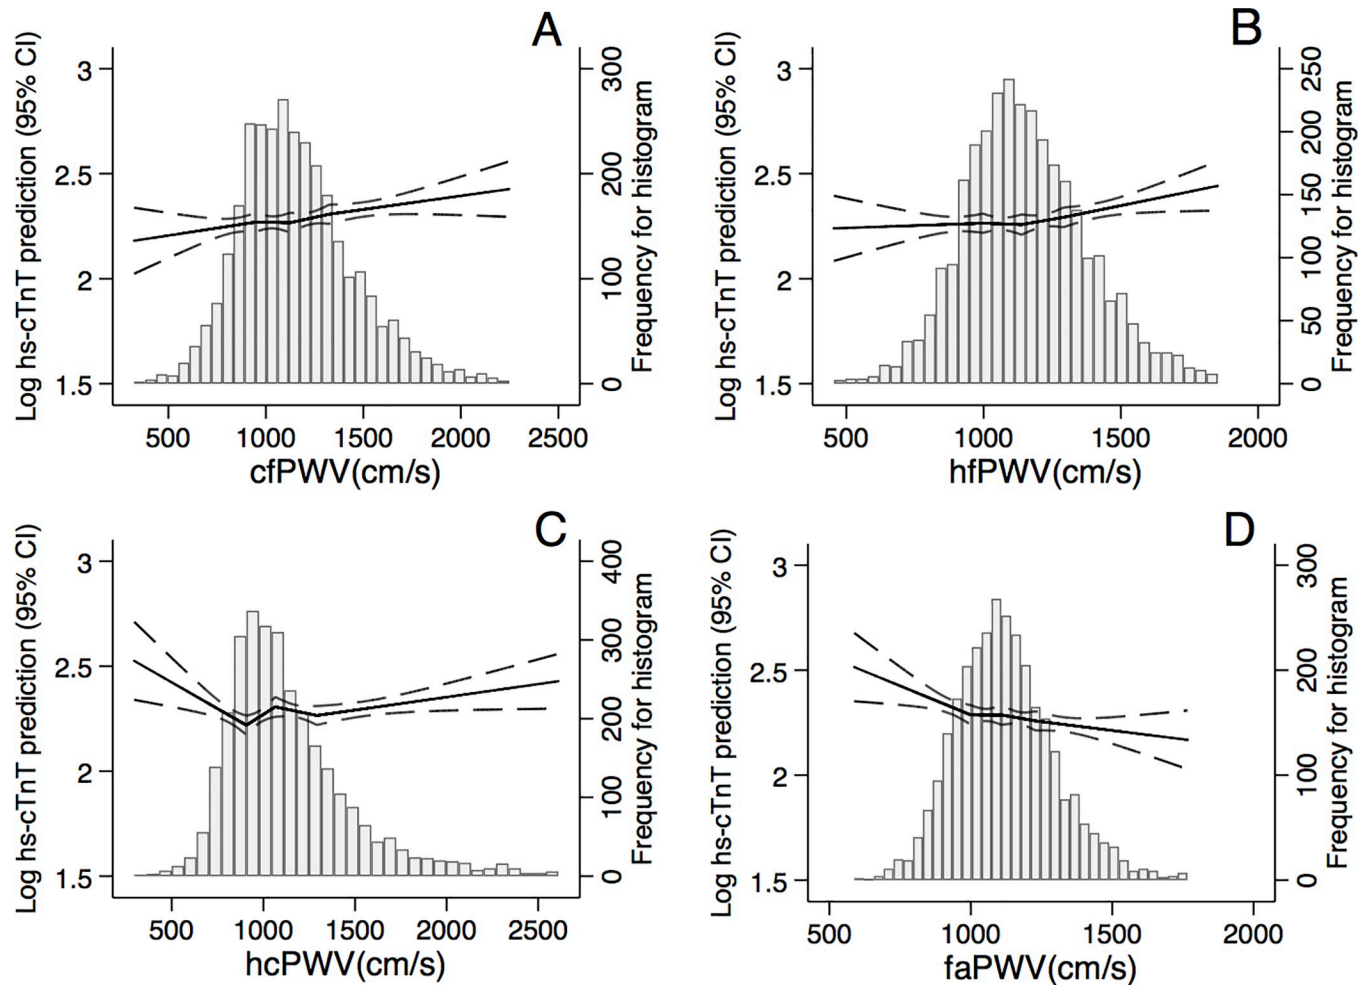 A
Log hs-cTnT prediction (95% CI)
3
2.5
2
1.5
300
200
100
0
Frequency for histogram
500 1000 1500 2000 2500
cfPWV(cm/s)
B
Log hs-cTnT prediction (95% CI)
3
2.5
2
1.5
250
200
150
100
50
0
Frequency for histogram
500 1000 1500 2000
hfPWV(cm/s)
C
Log hs-cTnT prediction (95% CI)
3
2.5
2
1.5
400
300
200
100
0
Frequency for histogram
500 1000 1500 2000 2500
hcPWV(cm/s)
D
Log hs-cTnT prediction (95% CI)
3
2.5
2
1.5
300
200
100
0
Frequency for histogram
500 1000 1500 2000
faPWV(cm/s)